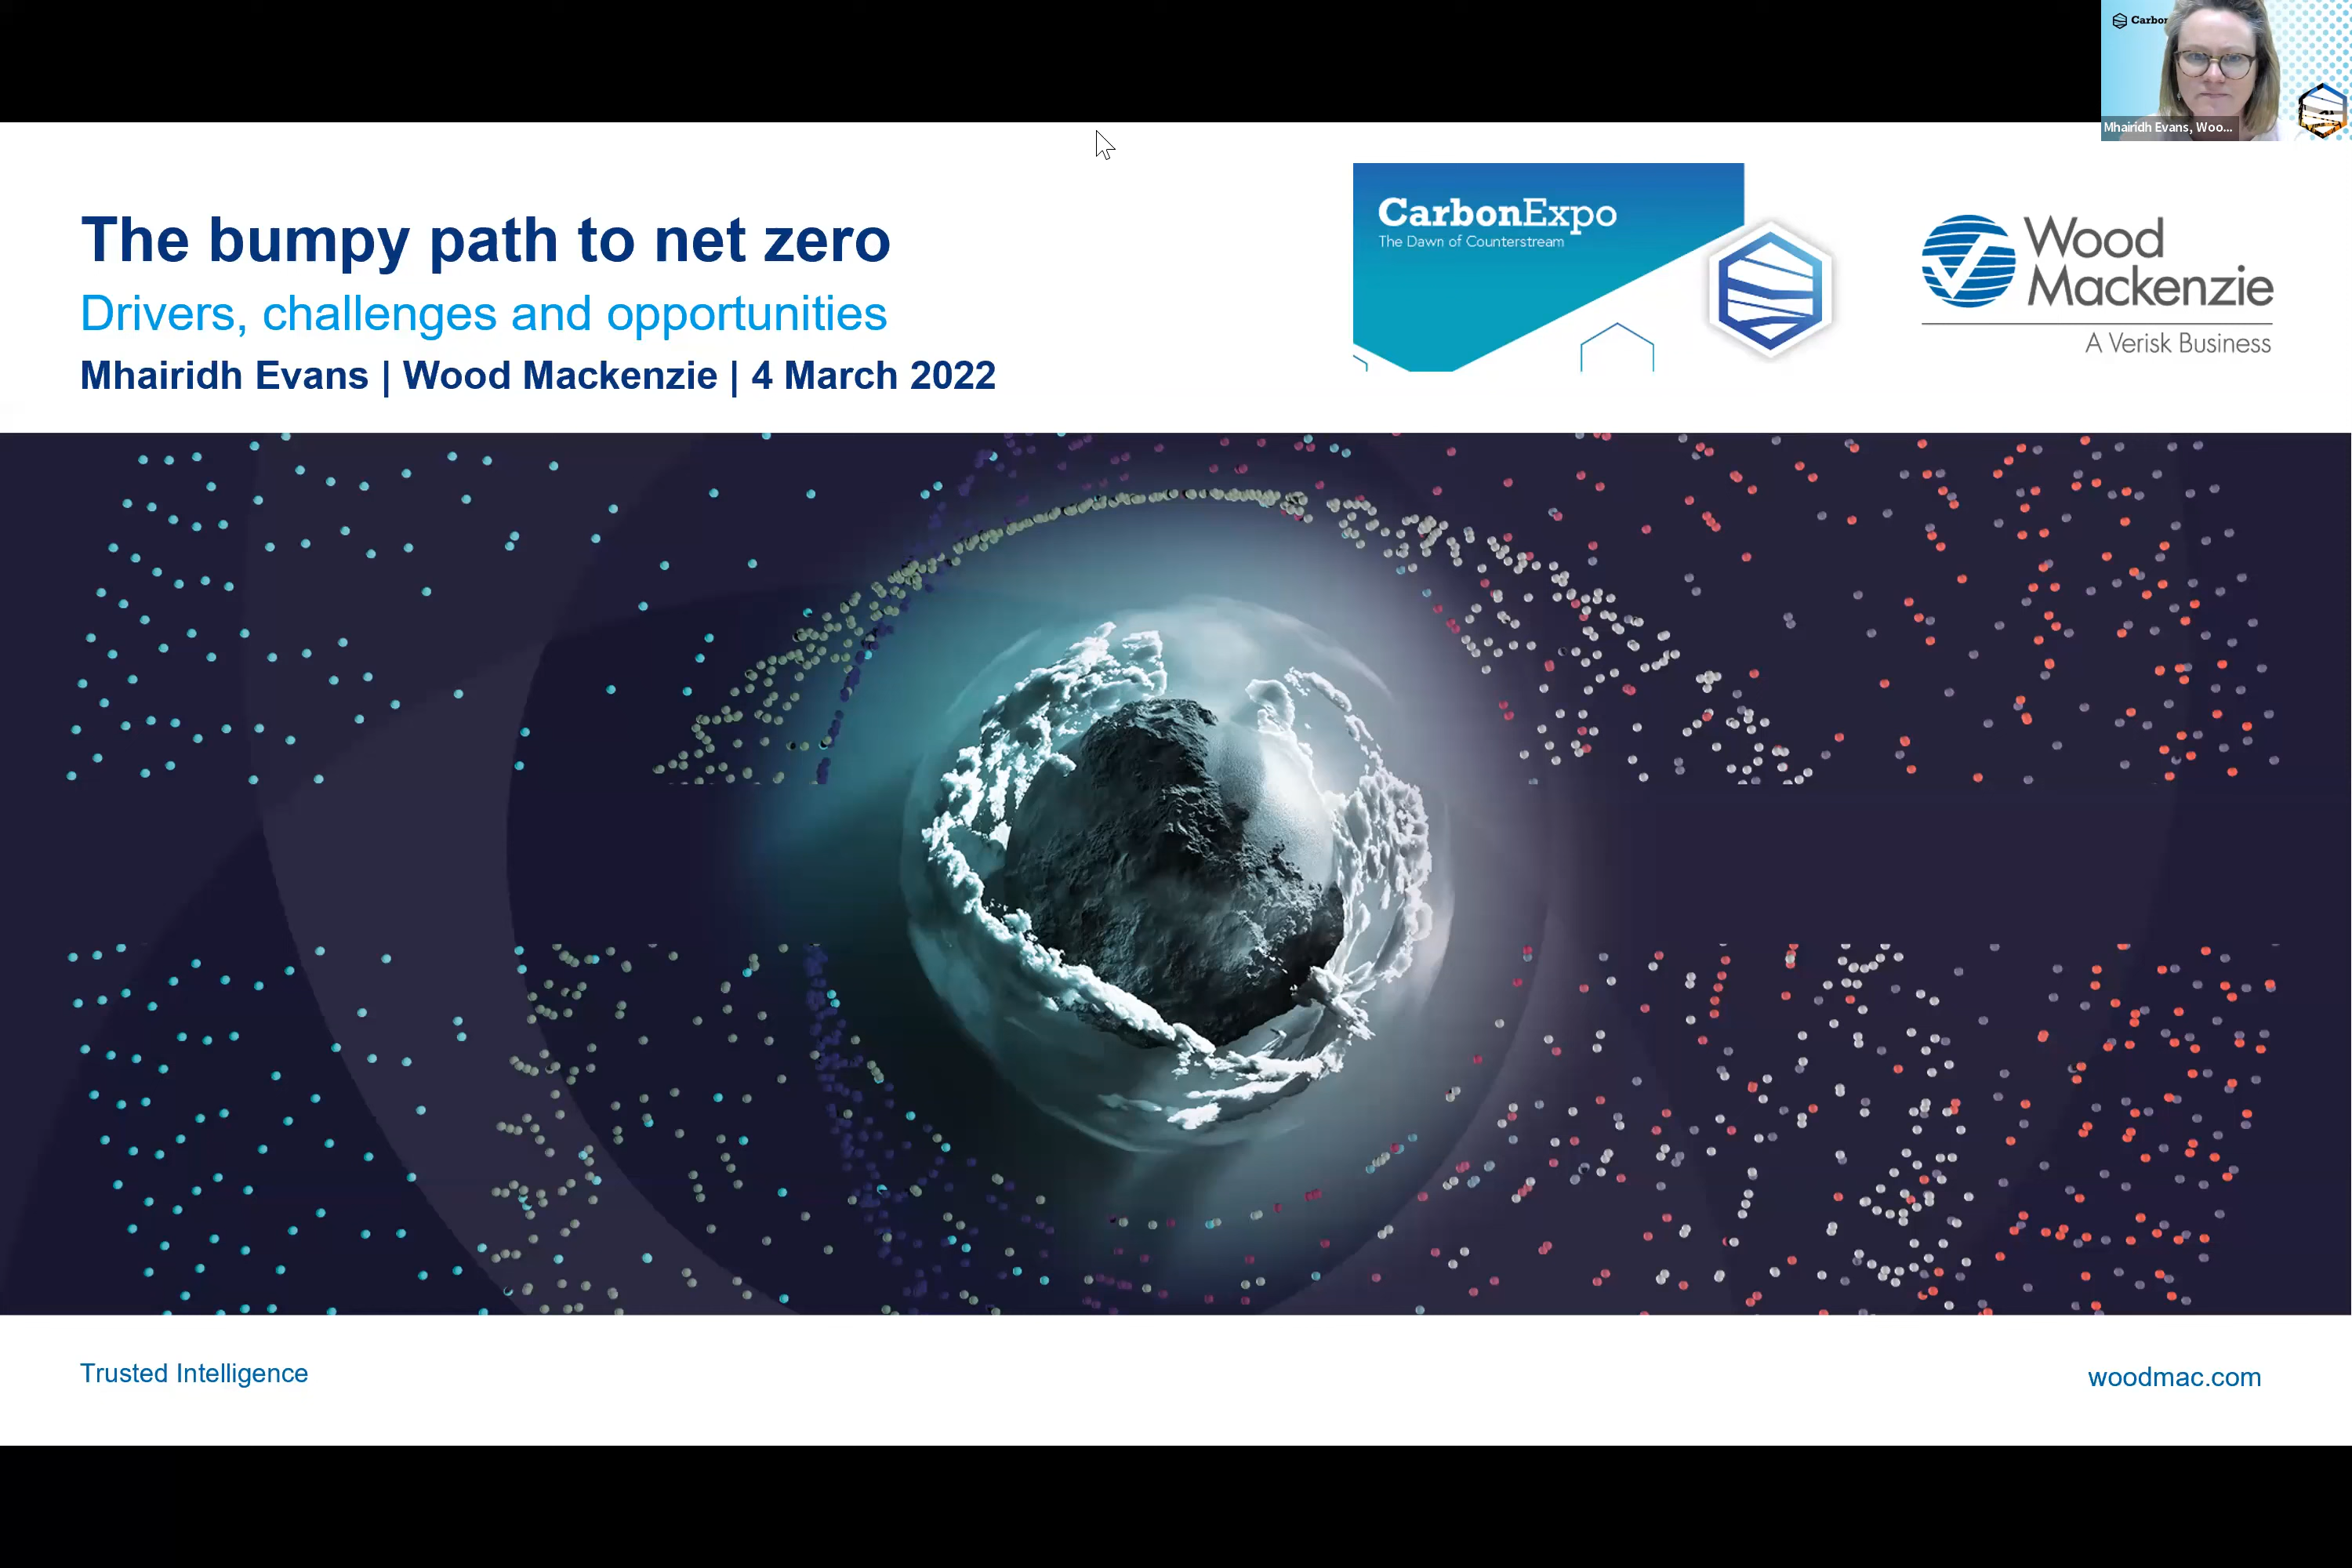 Carbon
Mhairidh Evans, Woo...
The bumpy path to net zero
Drivers, challenges and opportunities
Mhairidh Evans | Wood Mackenzie | 4 March 2022
CarbonExpo
The Dawn of Counterstream
Wood
Mackenzie
A Verisk Business
Trusted Intelligence
woodmac.com